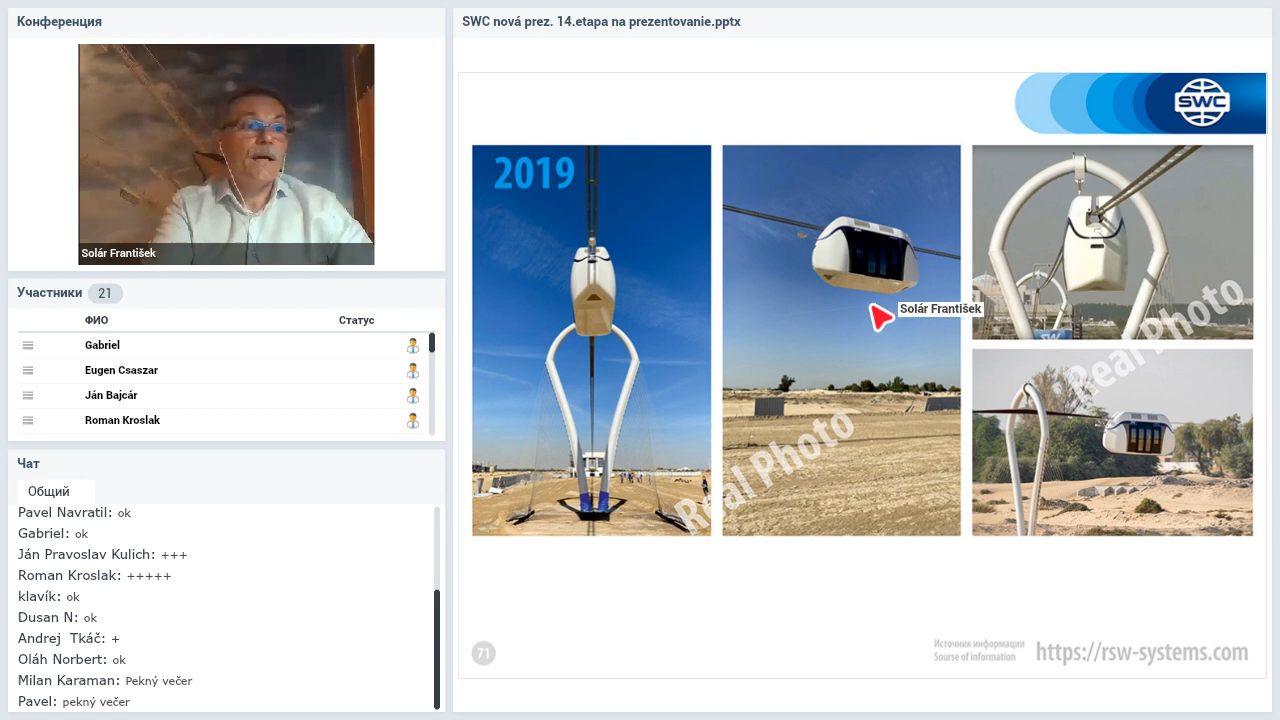 Конференция
Solár František
Участники 21
ФИО Статус
Gabriel
Eugen Csaszar
Ján Bajcár
Roman Kroslak
Чат
Общий
Pavel Navratil: ok
Gabriel: ok
Ján Pravoslav Kulich: +++
Roman Kroslak: +++++
klavík: ok
Dusan N: ok
Andrej Tkáč: +
Oláh Norbert: ok
Milan Karaman: Pekný večer
Pavel: pekný večer
SWC nová prez. 14.etapa na prezentovanie.pptx
SWC
2019
Solár František
Real Photo
Real Photo
SW
71
Источник информации
Sourse of information
https://rsw-systems.com